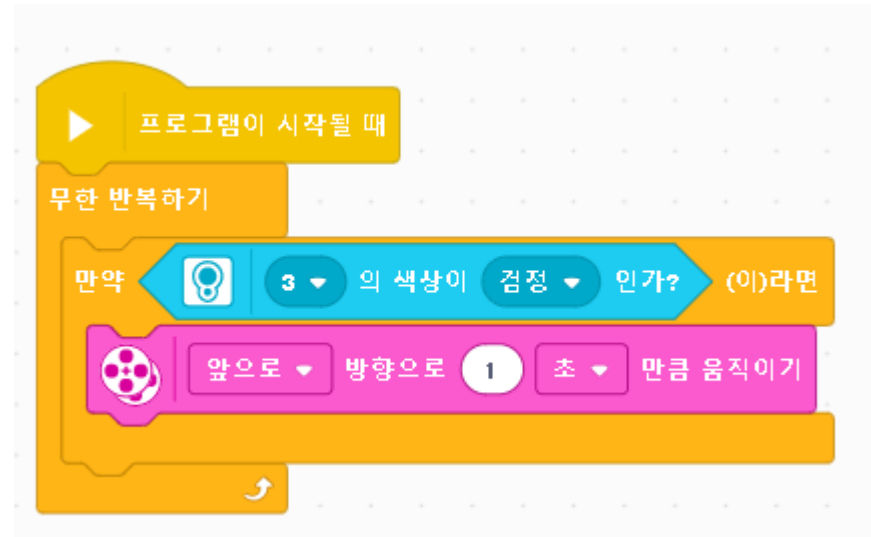 프로그램이 시작될 때
무한 반복하기
만약 3 의 색상이 검정 인가? (이)라면
앞으로 방향으로 1 초 만큼 움직이기